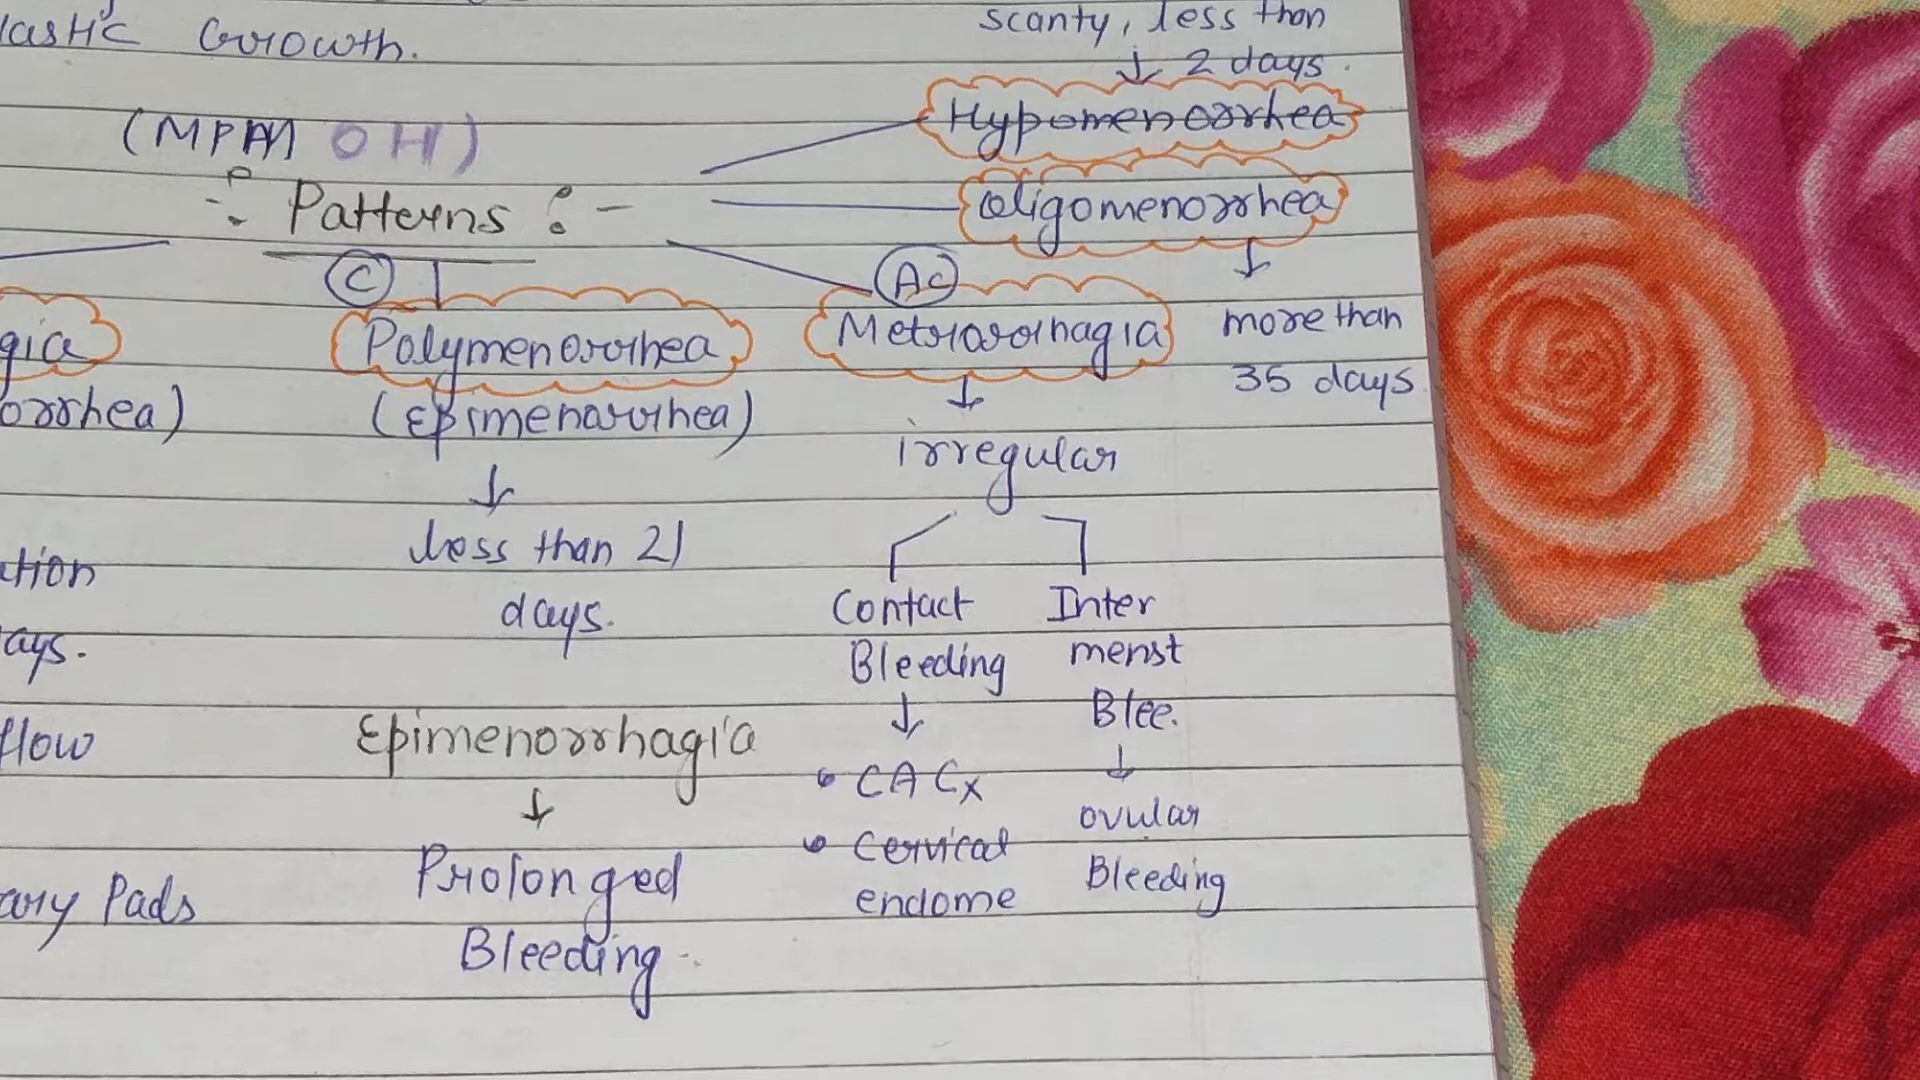 Growth.
scanty, less than
↓ 2 days.
Hypomenorrhea
(MPM OH)
Patterns :-
Oligomenorrhea
↓
more than
35 days
gia
orrhea)
C
Polymenorrhea
(Epimenorrhea)
↓
less than 21
days.
Epimenorrhagia
↓
Prolonged
Bleeding
Ac
Metrorrhagia
↓
irregular
Contact
Bleeding
↓
• CA Cx
• Cervical
endome
Inter
menst
Blee.
↓
ovular
Bleeding
ation
ays.
flow
ary Pads